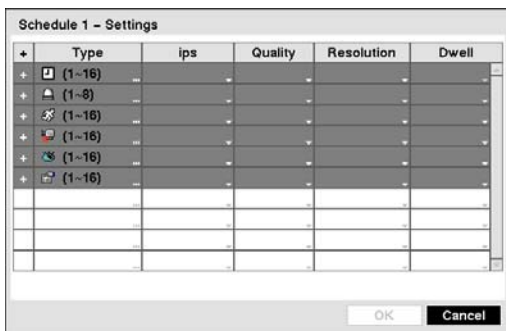 Schedule 1 – Settings
+ Type ips Quality Resolution Dwell
+ (1~16) ...
+ (1~8) ...
+ (1~16) ...
+ (1~16) ...
+ (1~16) ...
+ (1~16) ...
...
...
...
...
OK Cancel